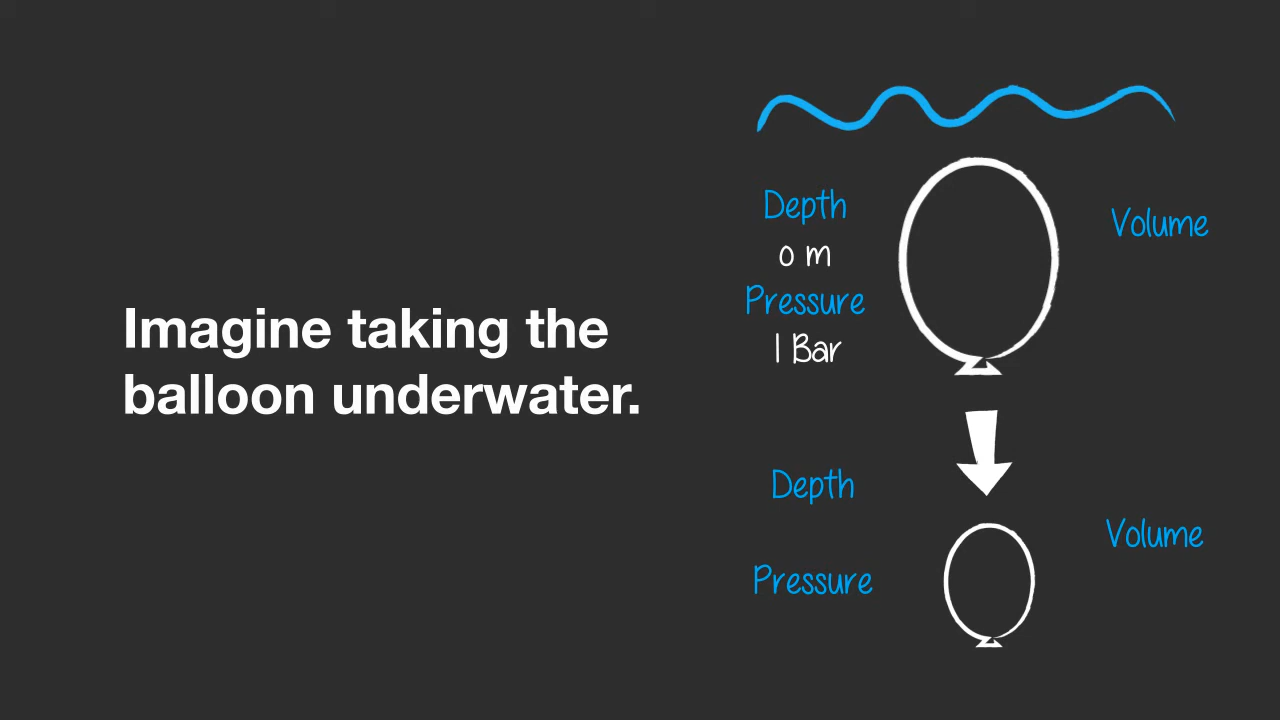 Imagine taking the
balloon underwater.
Depth
0 m
Pressure
1 Bar
Volume
Depth
Pressure
Volume